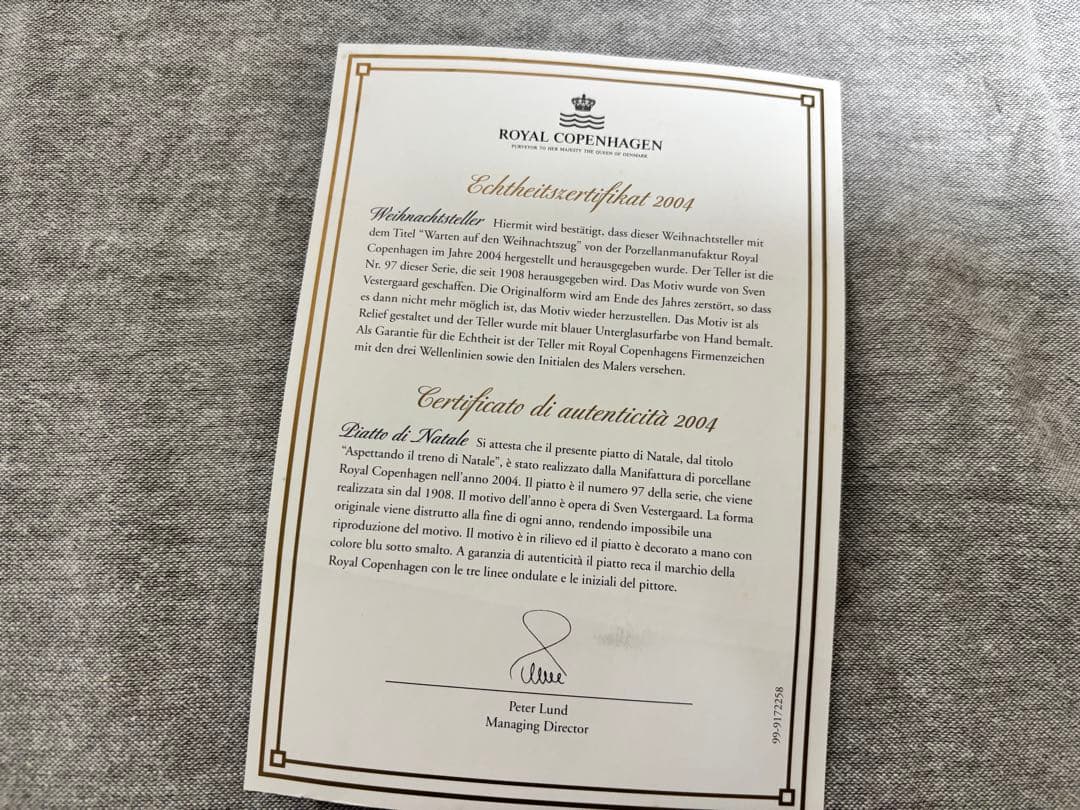 ROYAL COPENHAGEN
PURVEYOR TO HER MAJESTY THE QUEEN OF DENMARK
Echtheitszertifikat 2004
Weihnachtsteller Hiermit wird bestätigt, dass dieser Weihnachtsteller mit
dem Titel “Warten auf den Weihnachtszug” von der Porzellanmanufaktur Royal
Copenhagen im Jahre 2004 hergestellt und herausgegeben wurde. Der Teller ist die
Nr. 97 dieser Serie, die seit 1908 herausgegeben wird. Das Motiv wurde von Sven
Vestergaard geschaffen. Die Originalform wird am Ende des Jahres zerstört, so dass
es dann nicht mehr möglich ist, das Motiv wieder herzustellen. Das Motiv ist als
Relief gestaltet und der Teller wurde mit blauer Unterglasurfarbe von Hand bemalt.
Als Garantie für die Echtheit ist der Teller mit Royal Copenhagens Firmenzeichen
mit den drei Wellenlinien sowie den Initialen des Malers versehen.
Certificato di autenticità 2004
Piatto di Natale Si attesta che il presente piatto di Natale, dal titolo
“Aspettando il treno di Natale”, è stato realizzato dalla Manifattura di porcellane
Royal Copenhagen nell’anno 2004. Il piatto è il numero 97 della serie, che viene
realizzata sin dal 1908. Il motivo dell’anno è opera di Sven Vestergaard. La forma
originale viene distrutto alla fine di ogni anno, rendendo impossibile una
riproduzione del motivo. Il motivo è in rilievo ed il piatto è decorato a mano con
colore blu sotto smalto. A garanzia di autenticità il piatto reca il marchio della
Royal Copenhagen con le tre linee ondulate e le iniziali del pittore.
Peter Lund
Managing Director
99-9172258